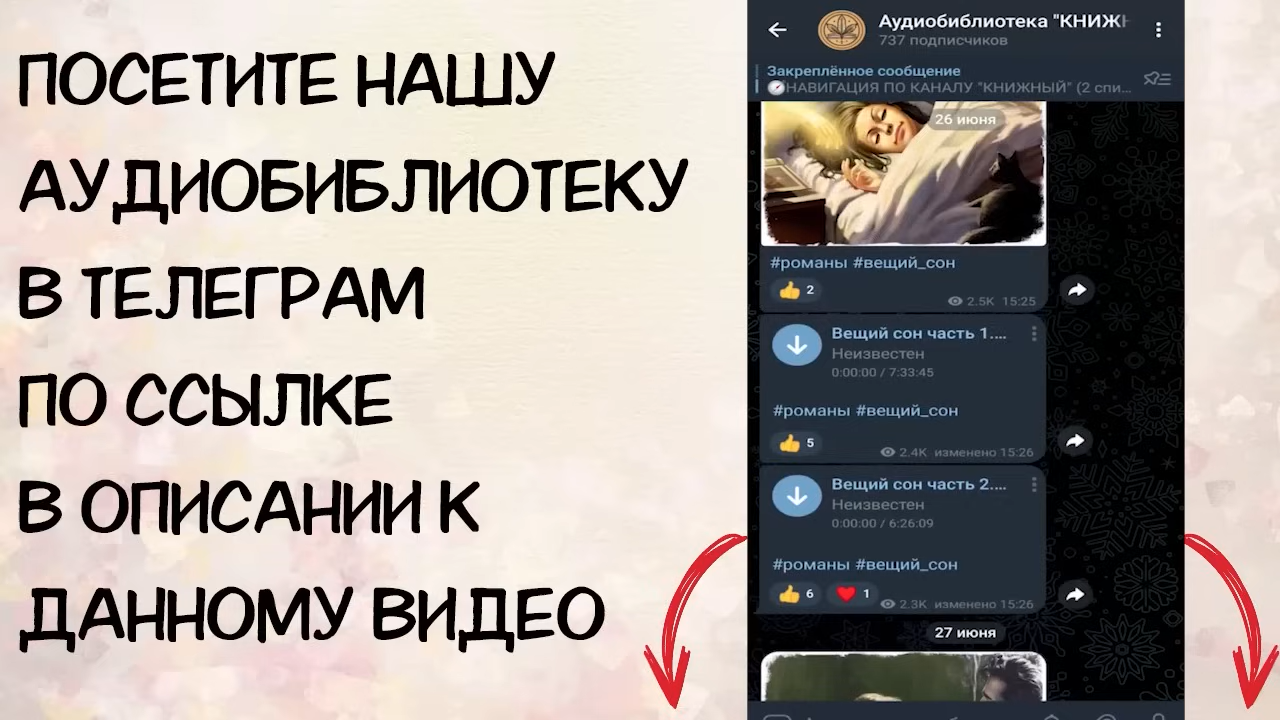 ПОСЕТИТЕ НАШУ
АУДИОБИБЛИОТЕКУ
В ТЕЛЕГРАМ
ПО ССЫЛКЕ
В ОПИСАНИИ К
ДАННОМУ ВИДЕО
Аудиобиблиотека "КНИЖН
737 подписчиков
Закреплённое сообщение
НАВИГАЦИЯ ПО КАНАЛУ "КНИЖНЫЙ" (2 спи...
26 июня
#романы #вещий_сон
2
2.5K 15:25
Вещий сон часть 1....
Неизвестен
0:00:00 / 7:33:45
#романы #вещий_сон
5
2.4K изменено 15:26
Вещий сон часть 2....
Неизвестен
0:00:00 / 6:26:09
#романы #вещий_сон
6 1
2.3K изменено 15:26
27 июня